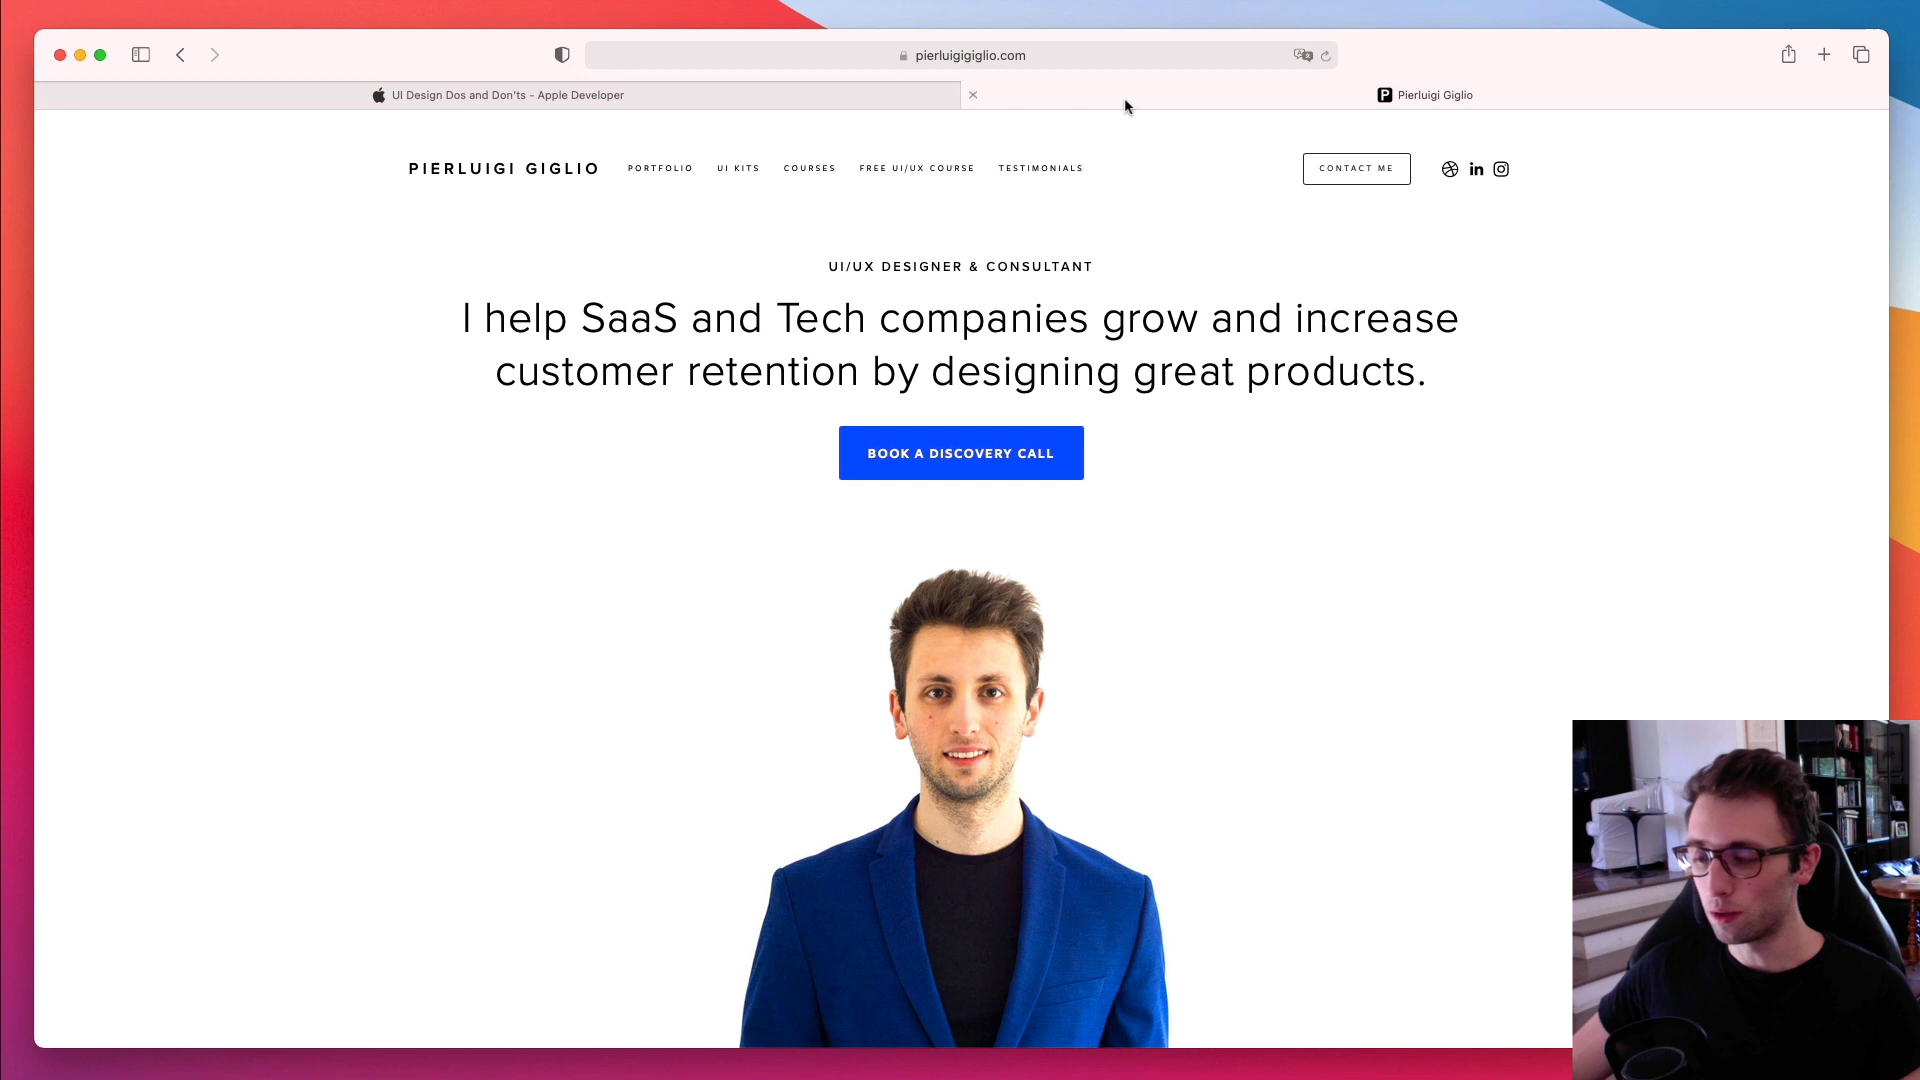 pierluigigiglio.com
UI Design Dos and Don'ts - Apple Developer
P Pierluigi Giglio
PIERLUIGI GIGLIO
PORTFOLIO
UI KITS
COURSES
FREE UI/UX COURSE
TESTIMONIALS
CONTACT ME
in
UI/UX DESIGNER & CONSULTANT
I help SaaS and Tech companies grow and increase
customer retention by designing great products.
BOOK A DISCOVERY CALL